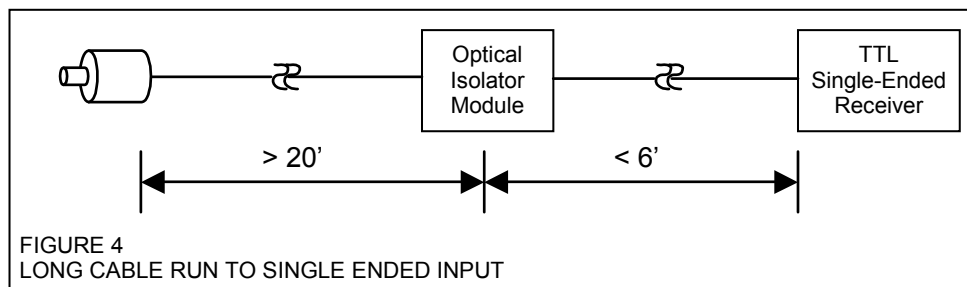 Optical
Isolator
Module
TTL
Single-Ended
Receiver
> 20’
< 6’
FIGURE 4
LONG CABLE RUN TO SINGLE ENDED INPUT